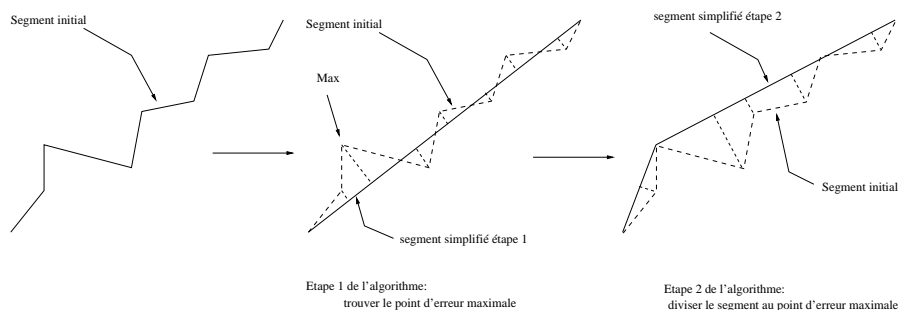 Segment initial
Segment initial
segment simplifié étape 2
Max
Segment initial
segment simplifié étape 1
Etape 1 de l'algorithme:
trouver le point d'erreur maximale
Etape 2 de l'algorithme:
diviser le segment au point d'erreur maximale